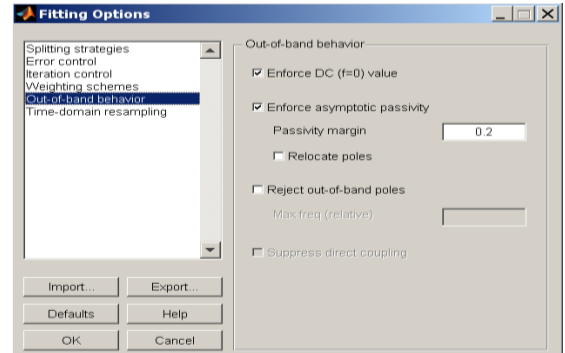 Fitting Options
Splitting strategies
Error control
Iteration control
Weighting schemes
Out-of-band behavior
Time-domain resampling
Import...
Export...
Defaults
Help
OK
Cancel
Out-of-band behavior
Enforce DC (f=0) value
Enforce asymptotic passivity
Passivity margin
0.2
Relocate poles
Reject out-of-band poles
Max freq (relative)
Suppress direct coupling